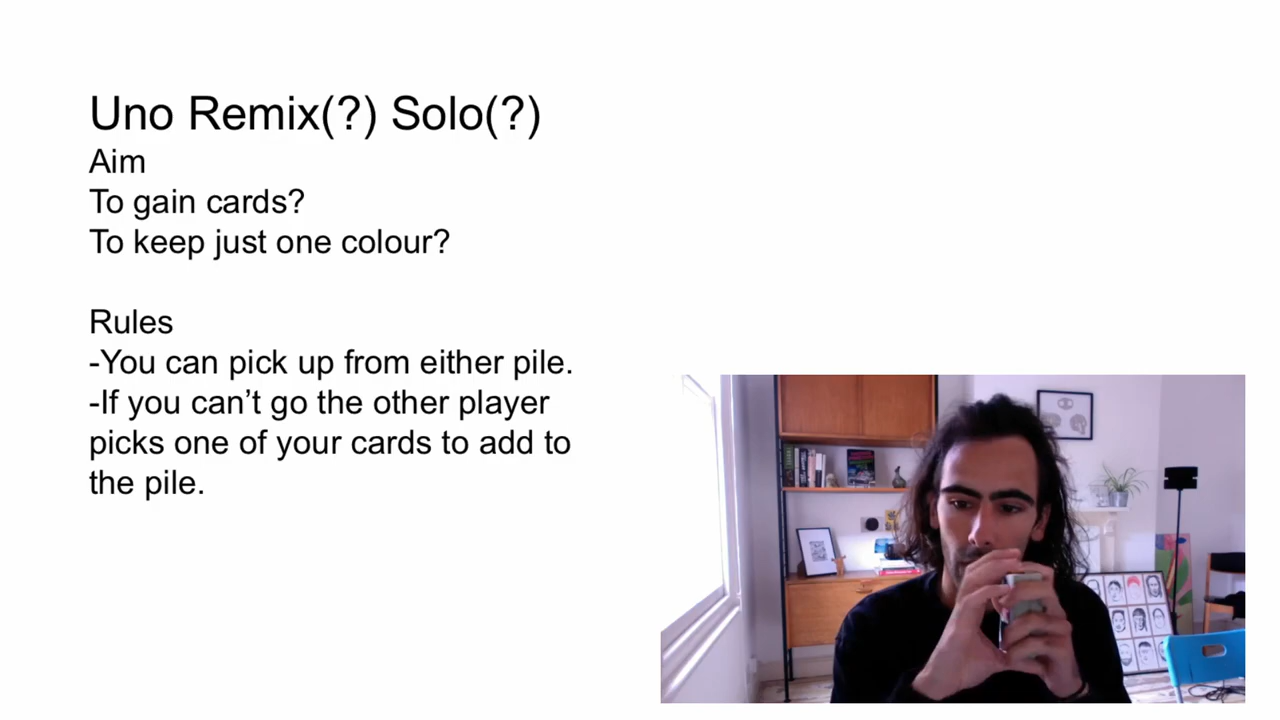 Uno Remix(?) Solo(?)
Aim
To gain cards?
To keep just one colour?
Rules
-You can pick up from either pile.
-If you can’t go the other player
picks one of your cards to add to
the pile.